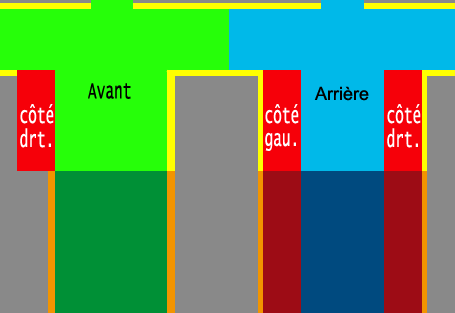 Avant
Arrière
côté
drt.
côté
gau.
côté
drt.